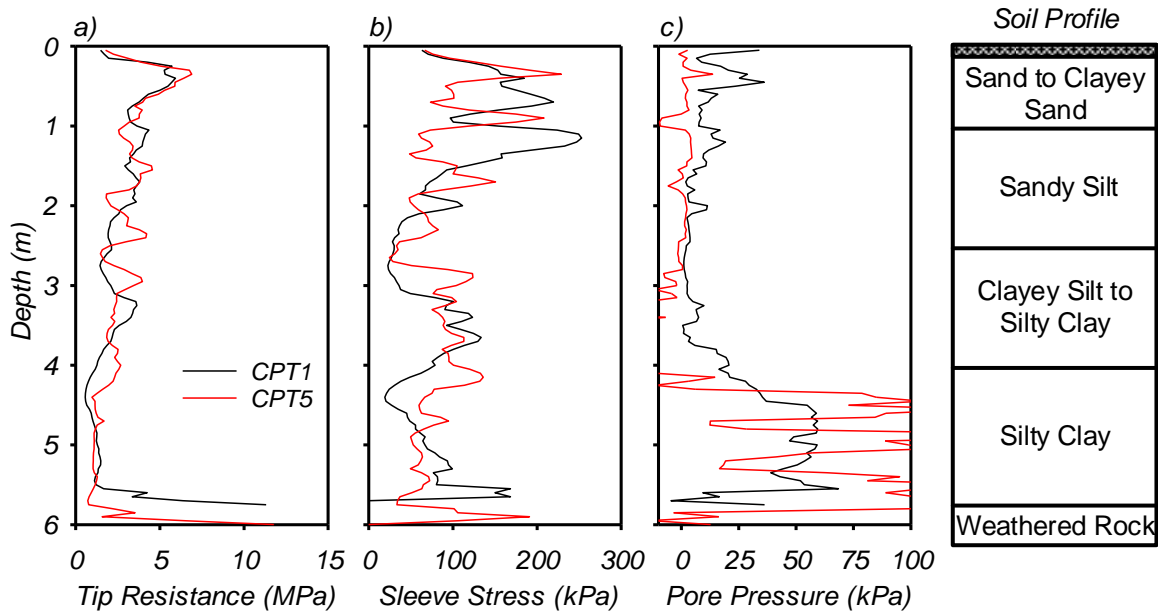 a)
b)
c)
Soil Profile
0
1
2
3
4
5
6
Depth (m)
CPT1
CPT5
0 5 10 15
Tip Resistance (MPa)
0 100 200 300
Sleeve Stress (kPa)
0 25 50 75 100
Pore Pressure (kPa)
Sand to Clayey
Sand
Sandy Silt
Clayey Silt to
Silty Clay
Silty Clay
Weathered Rock